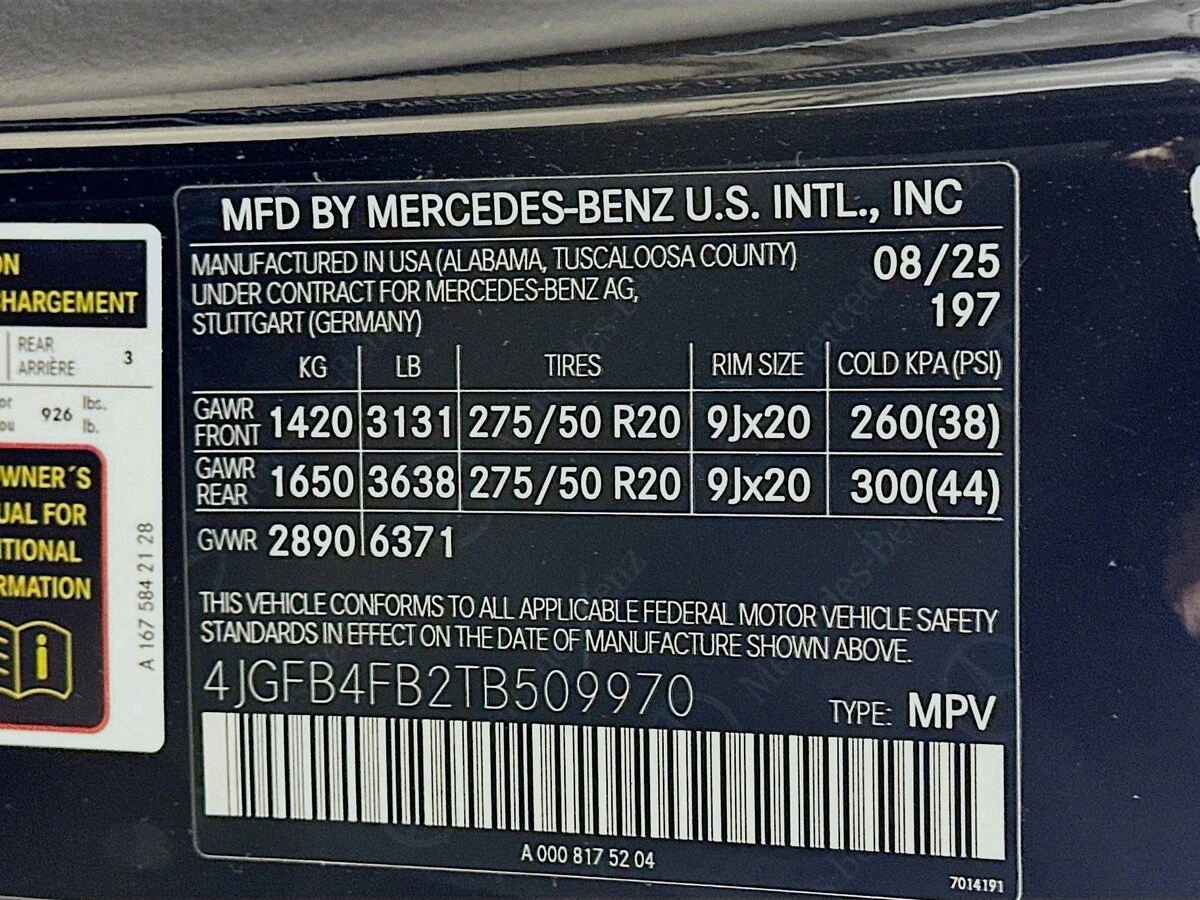 MFD BY MERCEDES-BENZ U.S. INTL., INC
MANUFACTURED IN USA (ALABAMA, TUSCALOOSA COUNTY) 08/25
UNDER CONTRACT FOR MERCEDES-BENZ AG, 197
STUTTGART (GERMANY)
KG LB TIRES RIM SIZE COLD KPA (PSI)
GAWR FRONT 1420 3131 275/50 R20 9Jx20 260(38)
GAWR REAR 1650 3638 275/50 R20 9Jx20 300(44)
GVWR 2890 6371
THIS VEHICLE CONFORMS TO ALL APPLICABLE FEDERAL MOTOR VEHICLE SAFETY
STANDARDS IN EFFECT ON THE DATE OF MANUFACTURE SHOWN ABOVE.
4JGFB4FB2TB509970
TYPE: MPV
A 000 817 52 04
7014191
ON
CHARGEMENT
REAR
ARRIÈRE 3
or 926 lbs.
ou lb.
WNER´S
UAL FOR
ITIONAL
RMATION
i
A 167 584 21 28